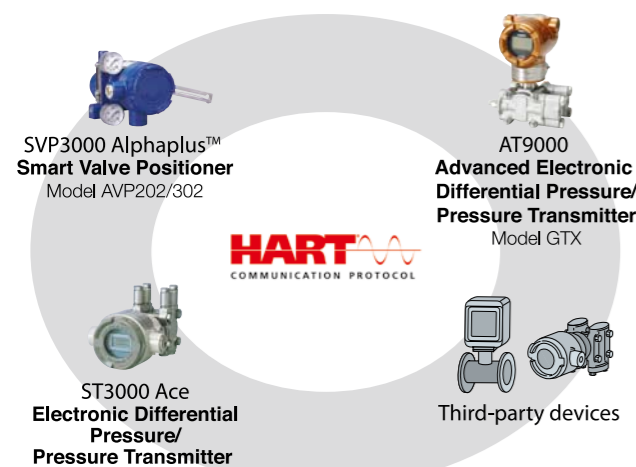 SVP3000 Alphaplus™
Smart Valve Positioner
Model AVP202/302
AT9000
Advanced Electronic
Differential Pressure/
Pressure Transmitter
Model GTX
HART®
COMMUNICATION PROTOCOL
ST3000 Ace
Electronic Differential
Pressure/
Pressure Transmitter
Third-party devices